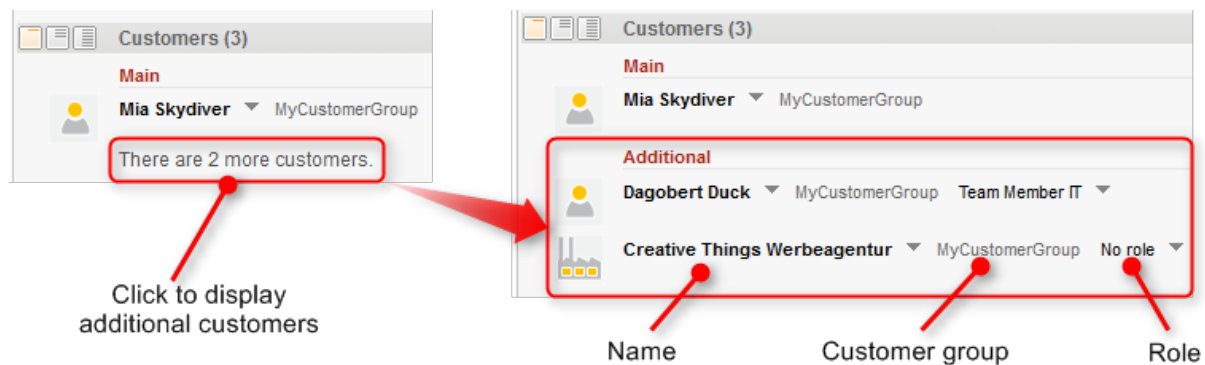 Customers (3)
Main
Mia Skydiver MyCustomerGroup
There are 2 more customers.
Click to display
additional customers
Customers (3)
Main
Mia Skydiver MyCustomerGroup
Additional
Dagobert Duck MyCustomerGroup Team Member IT
Creative Things Werbeagentur MyCustomerGroup No role
Name Customer group Role